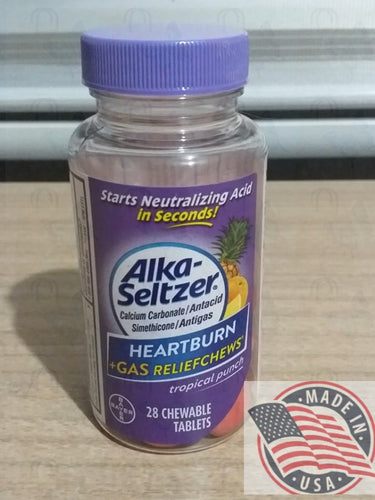 Starts Neutralizing Acid
in Seconds!
Alka-
Seltzer®
Calcium Carbonate/Antacid
Simethicone/Antigas
HEARTBURN
+GAS RELIEFCHEWS
tropical punch
BAYER
28 CHEWABLE
TABLETS
MADE IN
U.S.A.